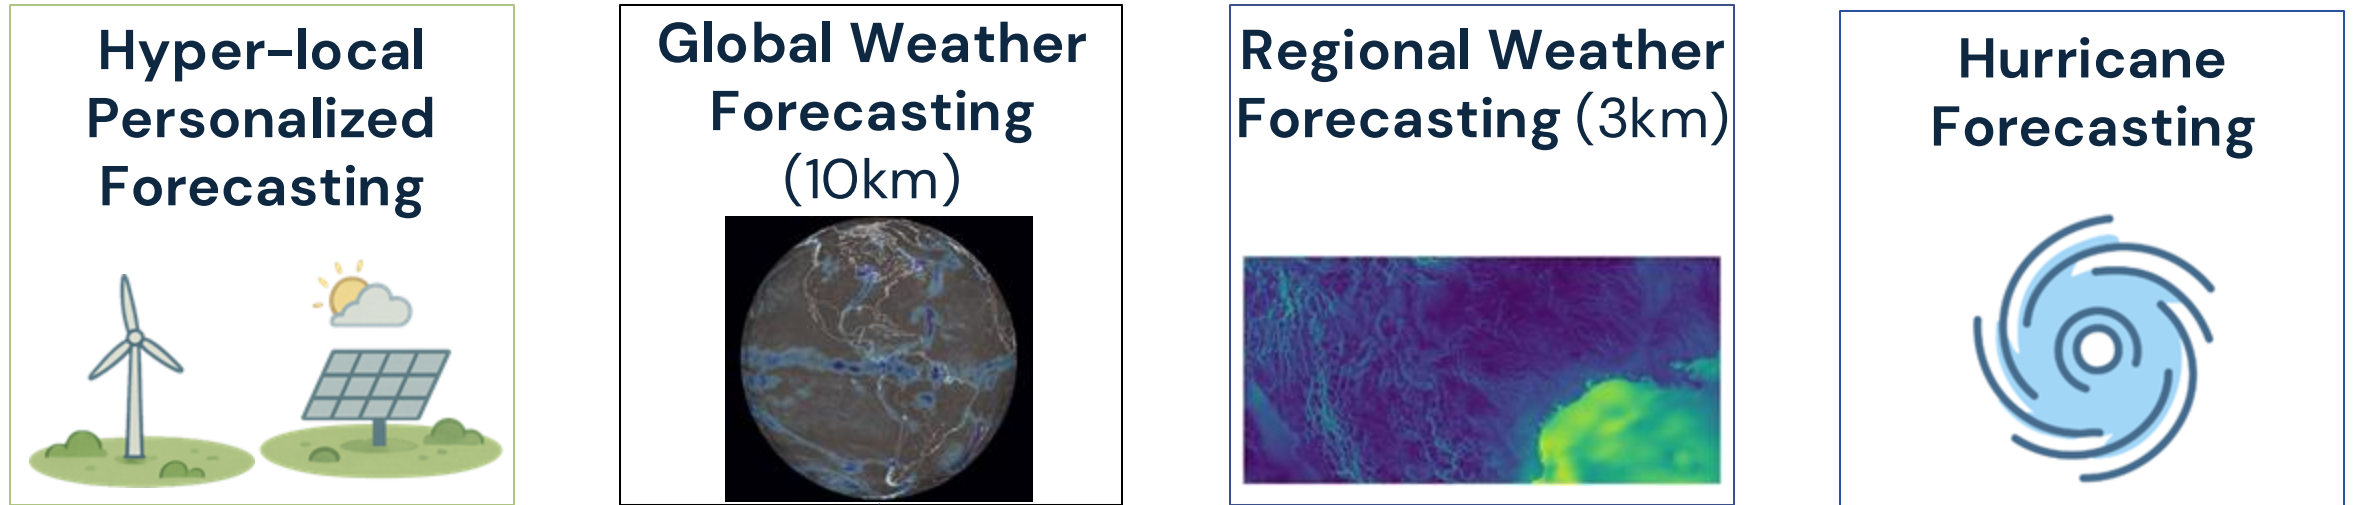 Hyper-local
Personalized
Forecasting
Global Weather
Forecasting
(10km)
Regional Weather
Forecasting (3km)
Hurricane
Forecasting